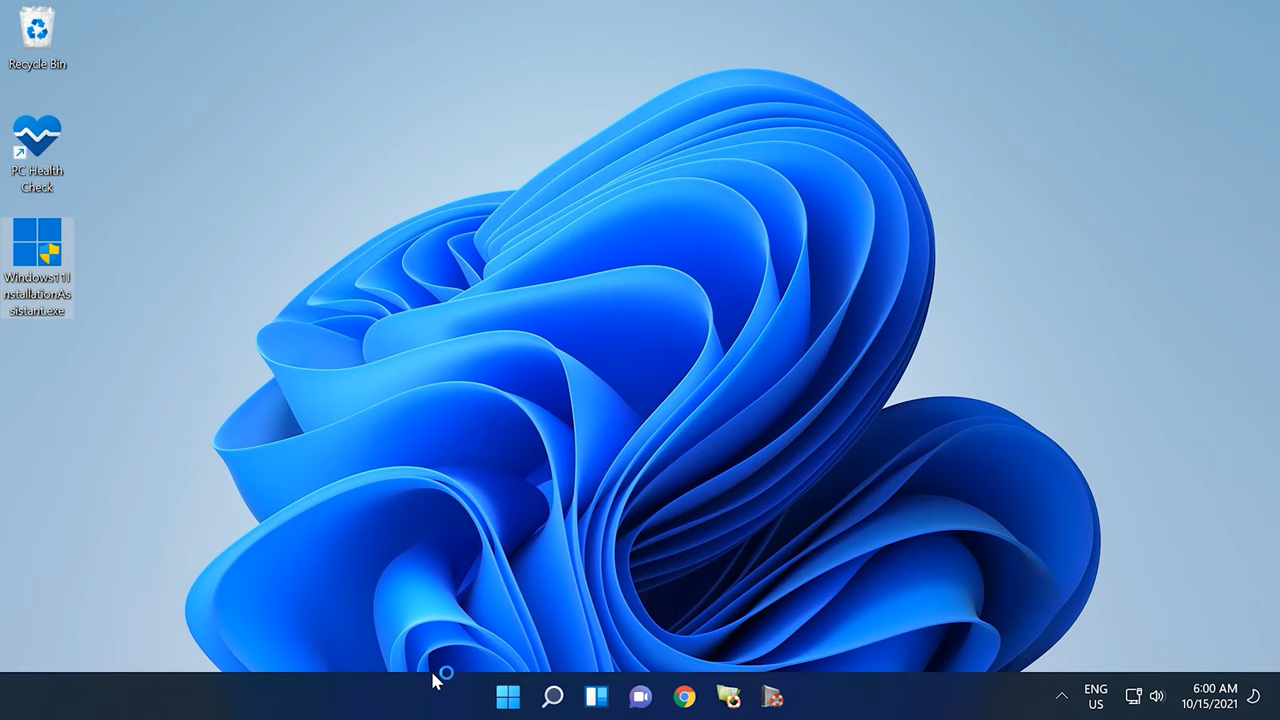 Recycle Bin
PC Health
Check
Windows11I
nstallationAs
sistant.exe
ENG
US
6:00 AM
10/15/2021